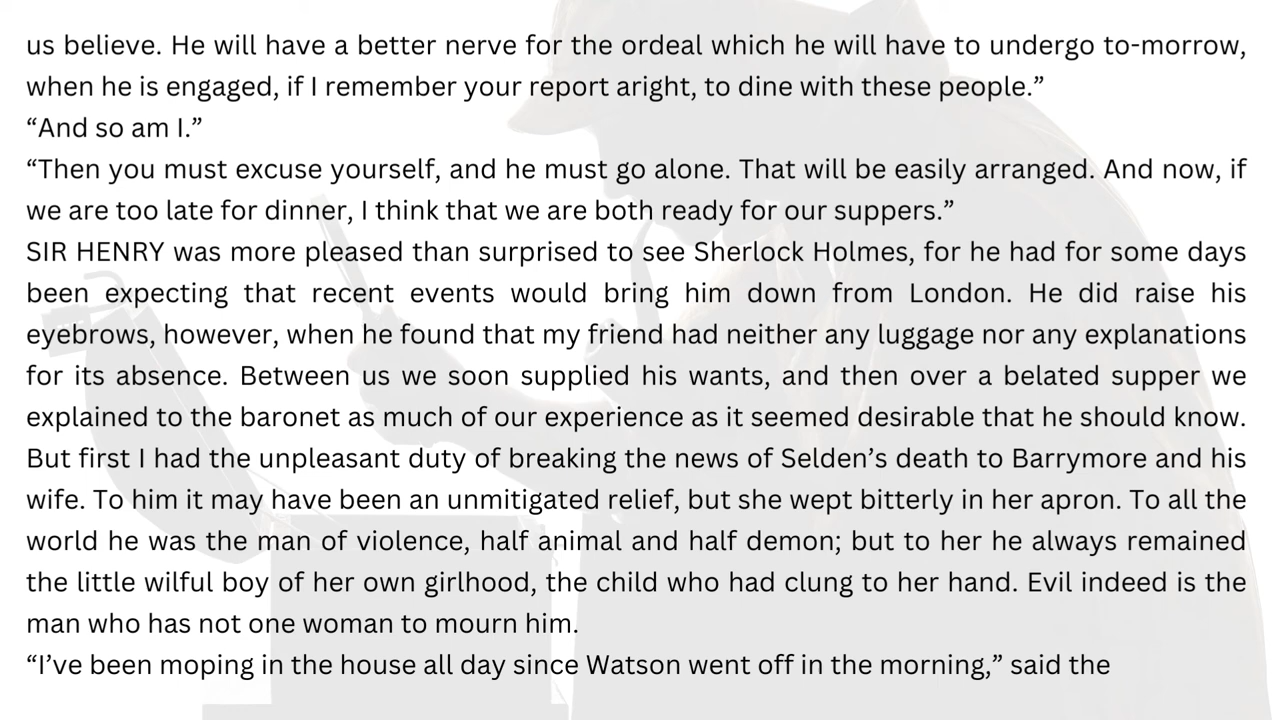 us believe. He will have a better nerve for the ordeal which he will have to undergo to-morrow,
when he is engaged, if I remember your report aright, to dine with these people.”
“And so am I.”
“Then you must excuse yourself, and he must go alone. That will be easily arranged. And now, if
we are too late for dinner, I think that we are both ready for our suppers.”
SIR HENRY was more pleased than surprised to see Sherlock Holmes, for he had for some days
been expecting that recent events would bring him down from London. He did raise his
eyebrows, however, when he found that my friend had neither any luggage nor any explanations
for its absence. Between us we soon supplied his wants, and then over a belated supper we
explained to the baronet as much of our experience as it seemed desirable that he should know.
But first I had the unpleasant duty of breaking the news of Selden’s death to Barrymore and his
wife. To him it may have been an unmitigated relief, but she wept bitterly in her apron. To all the
world he was the man of violence, half animal and half demon; but to her he always remained
the little wilful boy of her own girlhood, the child who had clung to her hand. Evil indeed is the
man who has not one woman to mourn him.
“I’ve been moping in the house all day since Watson went off in the morning,” said the